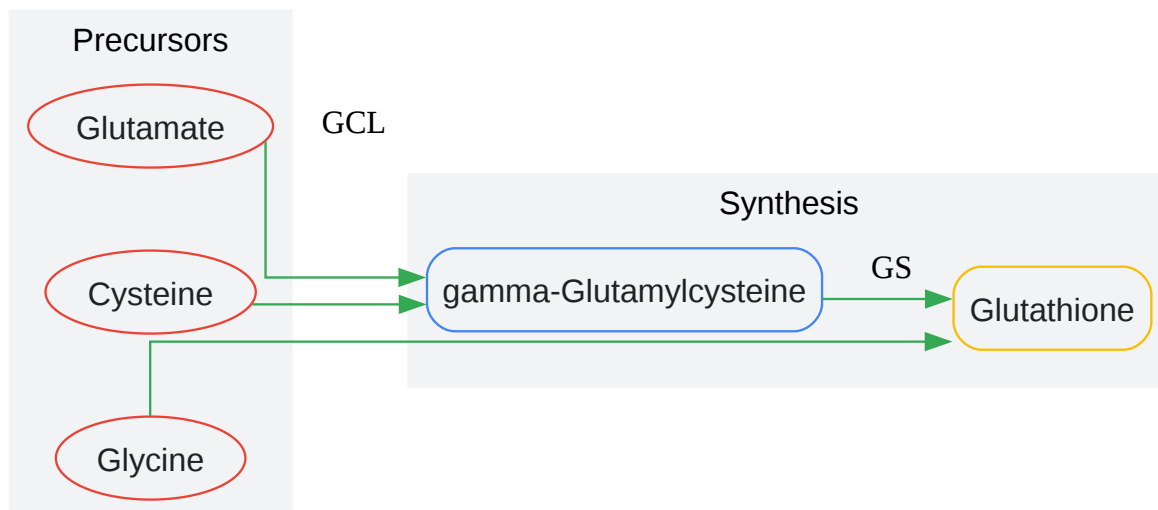 Precursors
Glutamate
GCL
Synthesis
Cysteine
gamma-Glutamylcysteine
GS
Glutathione
Glycine